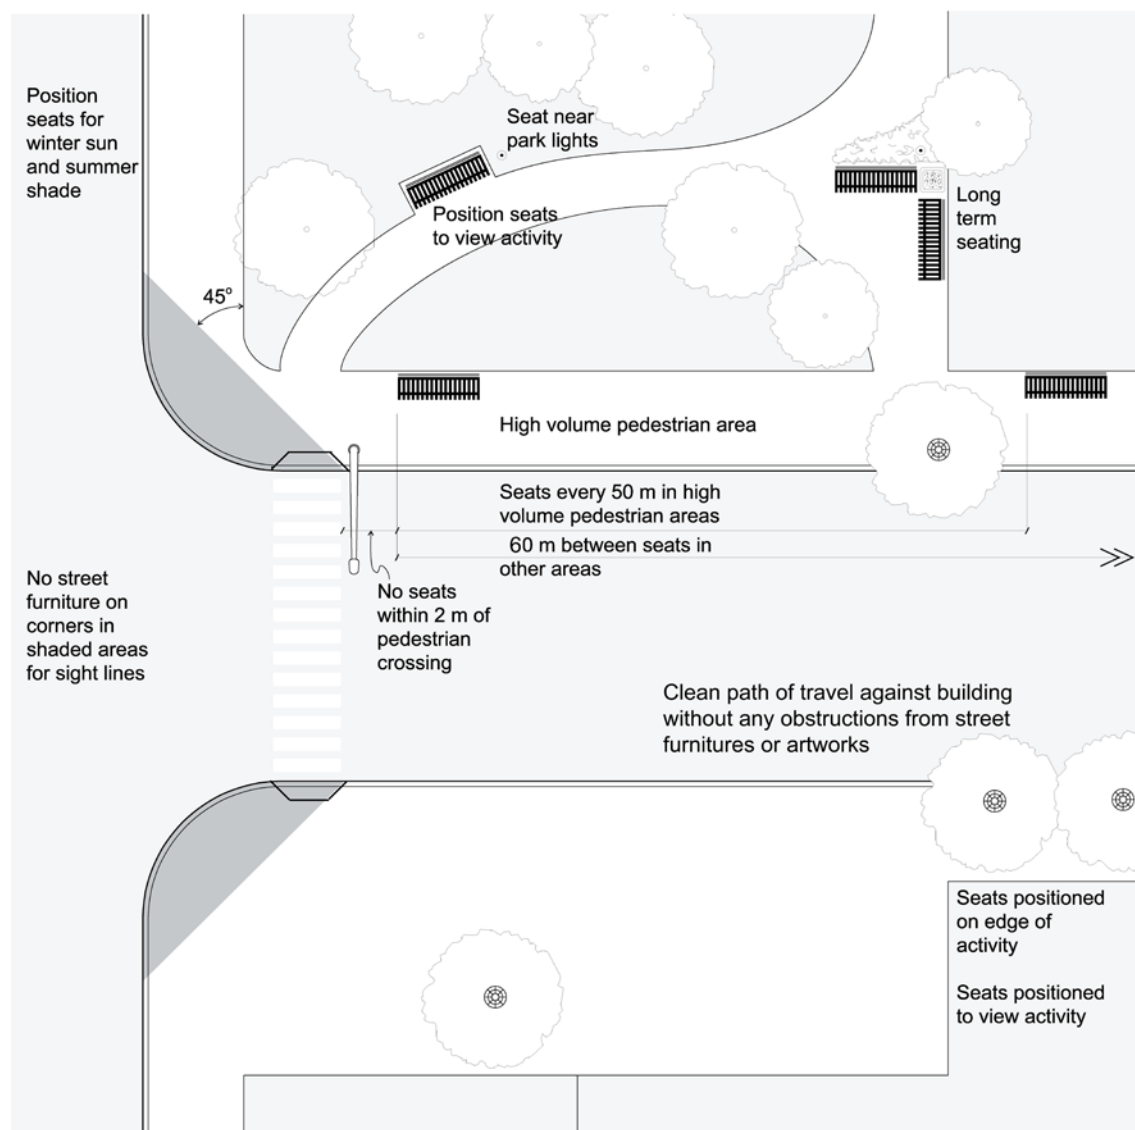 Position
seats for
winter sun
and summer
shade
Seat near
park lights
Position seats
to view activity
Long
term
seating
45°
High volume pedestrian area
Seats every 50 m in high
volume pedestrian areas
60 m between seats in
other areas
No seats
within 2 m of
pedestrian
crossing
No street
furniture on
corners in
shaded areas
for sight lines
Clean path of travel against building
without any obstructions from street
furnitures or artworks
Seats positioned
on edge of
activity
Seats positioned
to view activity